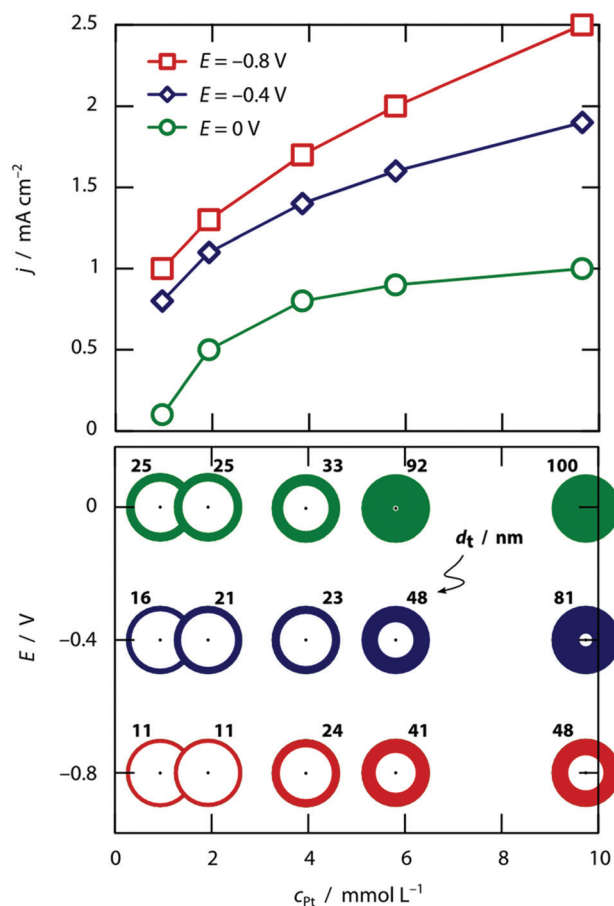 2.5
2
1.5
1
0.5
0
j / mA cm⁻²
E = –0.8 V
E = –0.4 V
E = 0 V
25 25 33 92 100
0
dt / nm
16 21 23 48 81
–0.4
E / V
11 11 24 41 48
–0.8
0 2 4 6 8 10
cPt / mmol L⁻¹